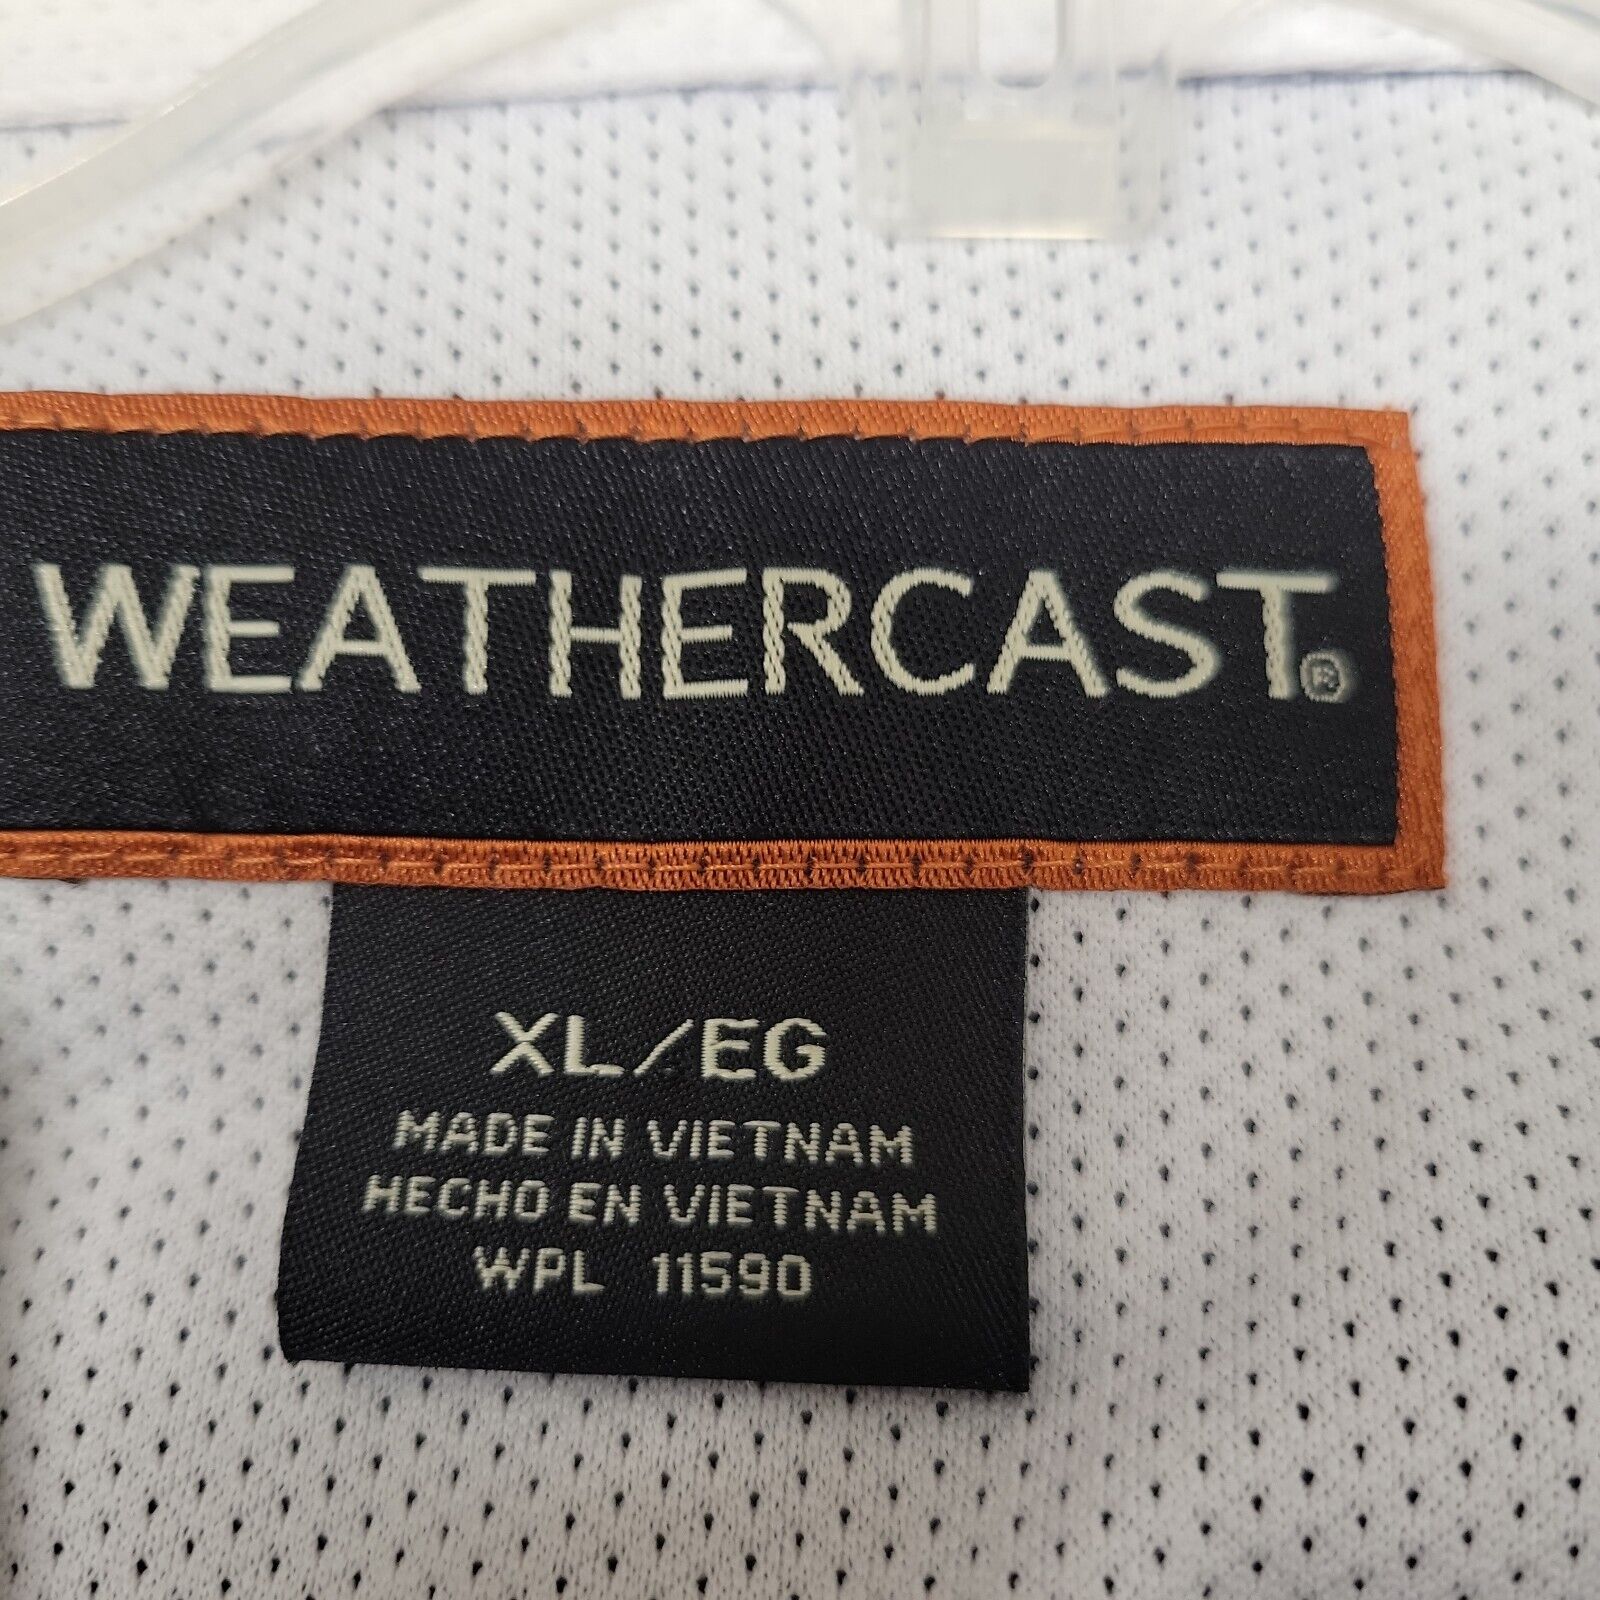 WEATHERCAST®
XL/EG
MADE IN VIETNAM
HECHO EN VIETNAM
WPL 11590